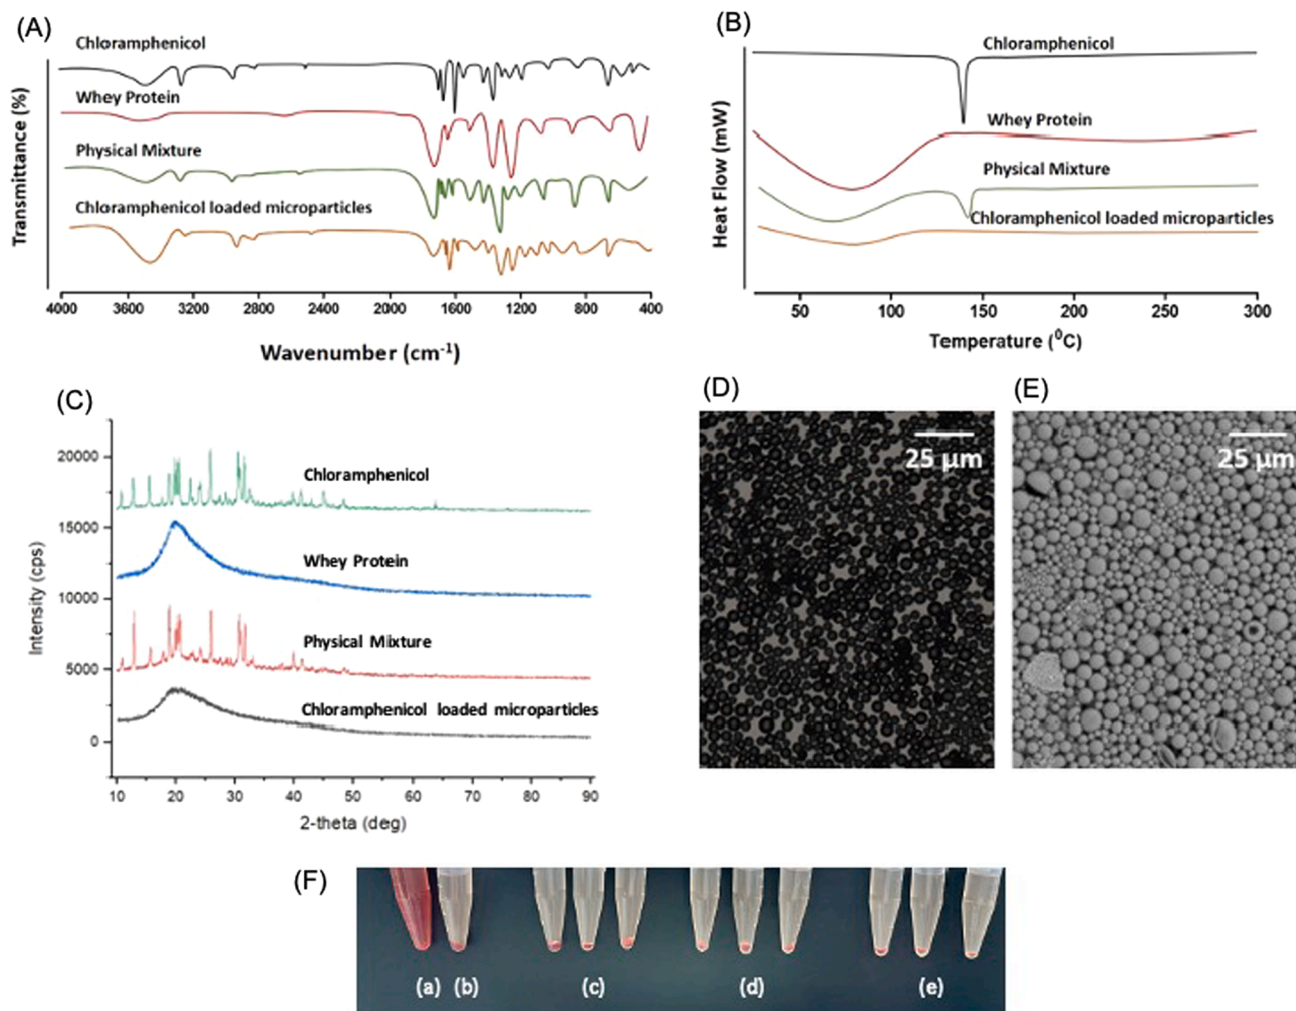 (A)
Chloramphenicol
Whey Protein
Physical Mixture
Chloramphenicol loaded microparticles
Transmittance (%)
4000 3600 3200 2800 2400 2000 1600 1200 800 400
Wavenumber (cm-1)
(B)
Chloramphenicol
Whey Protein
Physical Mixture
Chloramphenicol loaded microparticles
Heat Flow (mW)
50 100 150 200 250 300
Temperature (0C)
(C)
20000
15000
10000
5000
0
Intensity (cps)
Chloramphenicol
Whey Protein
Physical Mixture
Chloramphenicol loaded microparticles
10 20 30 40 50 60 70 80 90
2-theta (deg)
(D)
25 µm
(E)
25 µm
(F)
(a) (b) (c) (d) (e)